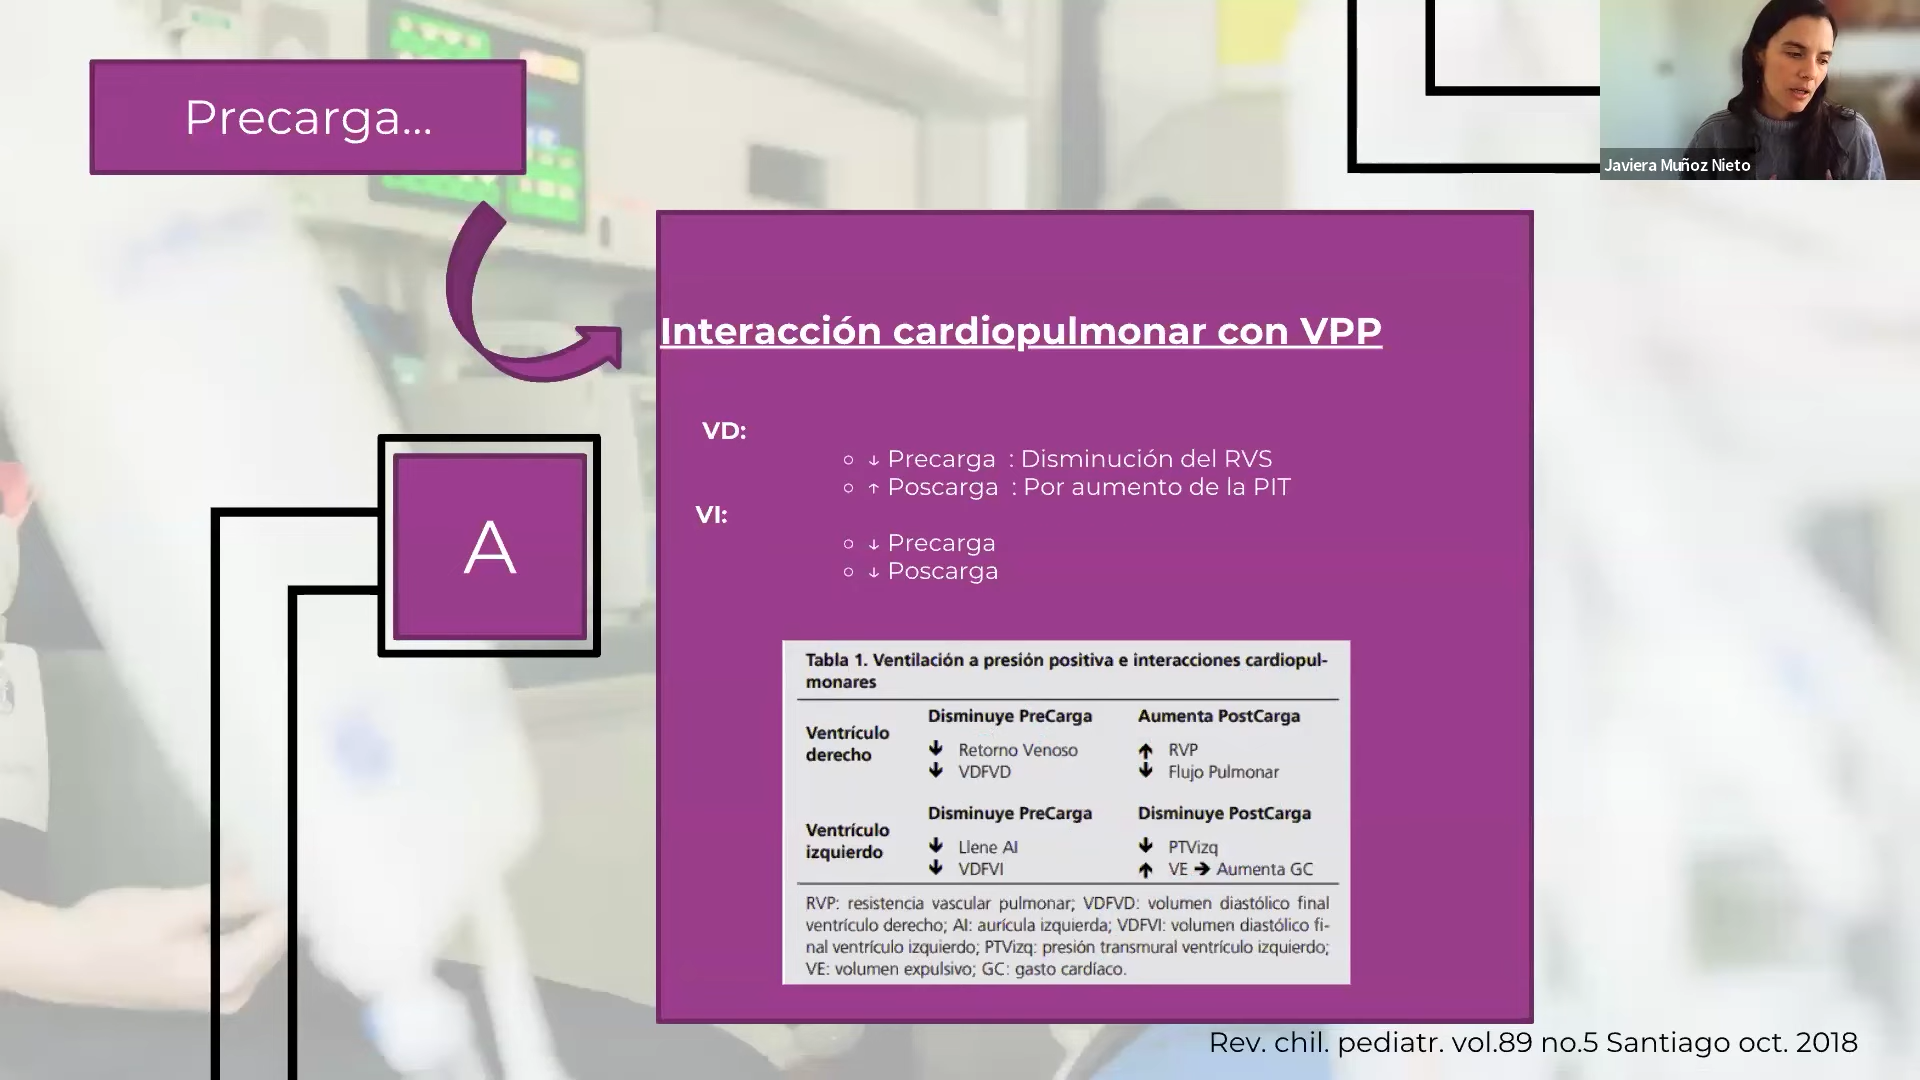 Precarga...
Javiera Muñoz Nieto
Interacción cardiopulmonar con VPP
VD:
○ ↓ Precarga : Disminución del RVS
○ ↑ Poscarga : Por aumento de la PIT
VI:
○ ↓ Precarga
○ ↓ Poscarga
A
Tabla 1. Ventilación a presión positiva e interacciones cardiopul-
monares
Ventrículo
derecho
Disminuye PreCarga
↓ Retorno Venoso
↓ VDFVD
Aumenta PostCarga
↑ RVP
↓ Flujo Pulmonar
Ventrículo
izquierdo
Disminuye PreCarga
↓ Llene AI
↓ VDFVI
Disminuye PostCarga
↓ PTVizq
↑ VE → Aumenta GC
RVP: resistencia vascular pulmonar; VDFVD: volumen diastólico final
ventrículo derecho; AI: aurícula izquierda; VDFVI: volumen diastólico fi-
nal ventrículo izquierdo; PTVizq: presión transmural ventrículo izquierdo;
VE: volumen expulsivo; GC: gasto cardíaco.
Rev. chil. pediatr. vol.89 no.5 Santiago oct. 2018